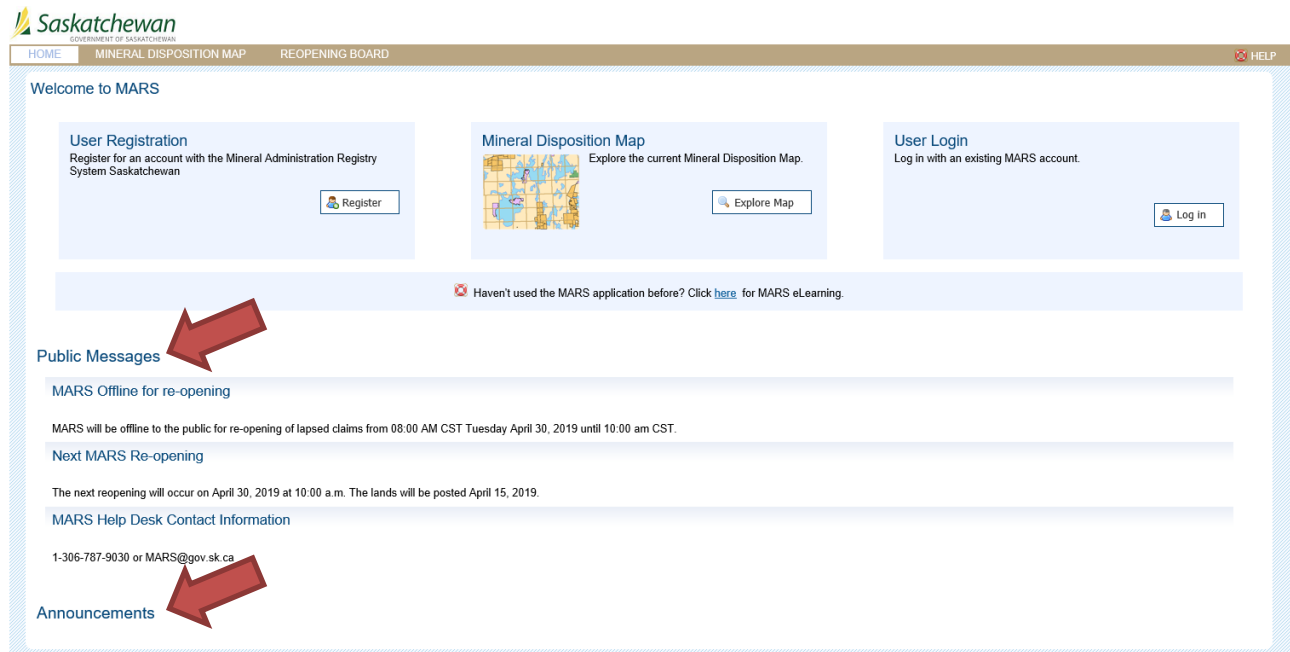 Saskatchewan
GOVERNMENT OF SASKATCHEWAN
HOME MINERAL DISPOSITION MAP REOPENING BOARD HELP
Welcome to MARS
User Registration
Register for an account with the Mineral Administration Registry
System Saskatchewan
Register
Mineral Disposition Map
Explore the current Mineral Disposition Map.
Explore Map
User Login
Log in with an existing MARS account.
Log in
Haven't used the MARS application before? Click here for MARS eLearning.
Public Messages
MARS Offline for re-opening
MARS will be offline to the public for re-opening of lapsed claims from 08:00 AM CST Tuesday April 30, 2019 until 10:00 am CST.
Next MARS Re-opening
The next reopening will occur on April 30, 2019 at 10:00 a.m. The lands will be posted April 15, 2019.
MARS Help Desk Contact Information
1-306-787-9030 or MARS@gov.sk.ca
Announcements